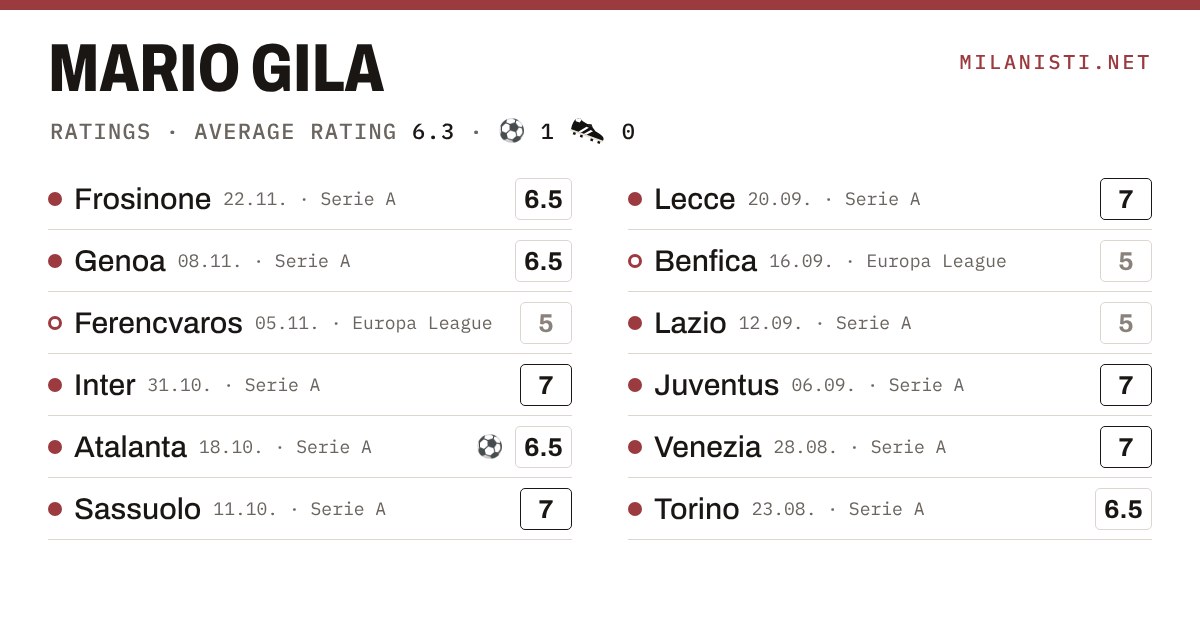 MARIO GILA
MILANISTI.NET
RATINGS · AVERAGE RATING 6.3 · ⚽ 1 0
Frosinone 22.11. · Serie A 6.5
Genoa 08.11. · Serie A 6.5
Ferencvaros 05.11. · Europa League 5
Inter 31.10. · Serie A 7
Atalanta 18.10. · Serie A ⚽ 6.5
Sassuolo 11.10. · Serie A 7
Lecce 20.09. · Serie A 7
Benfica 16.09. · Europa League 5
Lazio 12.09. · Serie A 5
Juventus 06.09. · Serie A 7
Venezia 28.08. · Serie A 7
Torino 23.08. · Serie A 6.5